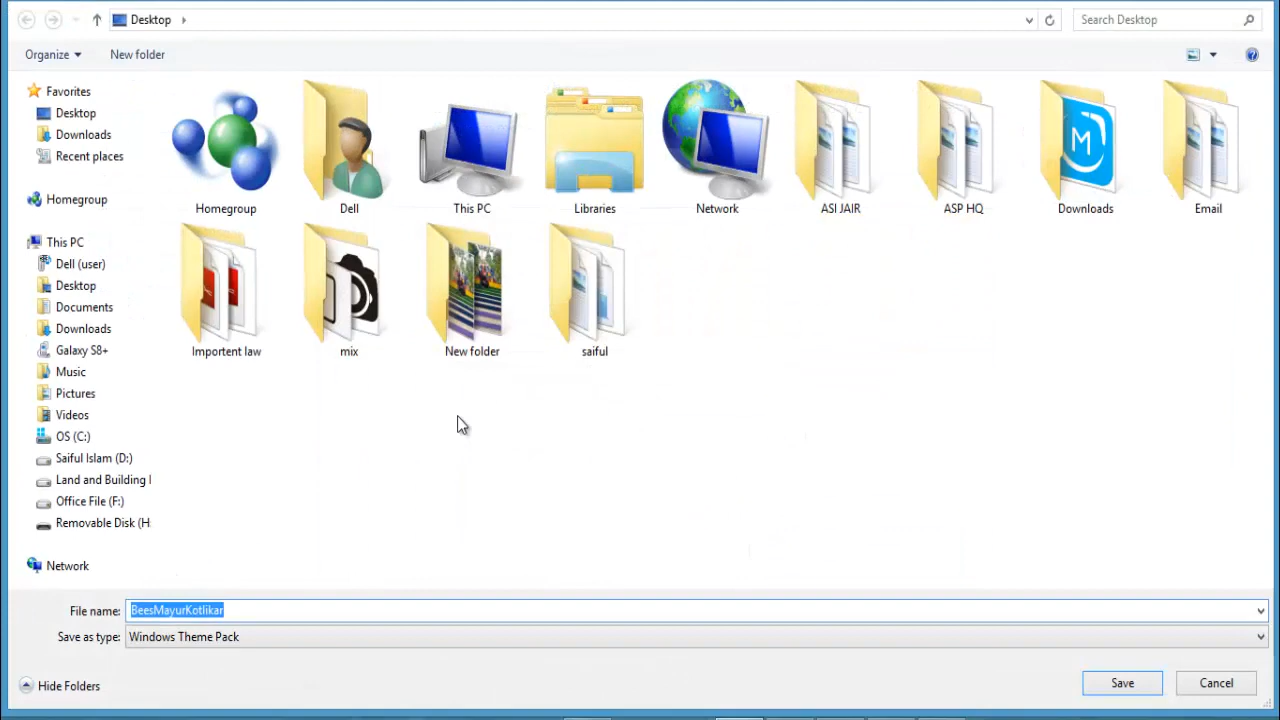 Desktop
Search Desktop
Organize
New folder
Favorites
Desktop
Downloads
Recent places
Homegroup
This PC
Dell (user)
Desktop
Documents
Downloads
Galaxy S8+
Music
Pictures
Videos
OS (C:)
Saiful Islam (D:)
Land and Building I
Office File (F:)
Removable Disk (H:
Network
Homegroup
Dell
This PC
Libraries
Network
ASI JAIR
ASP HQ
Downloads
Email
Importent law
mix
New folder
saiful
File name: BeesMayurKotlikar
Save as type: Windows Theme Pack
Hide Folders
Save
Cancel